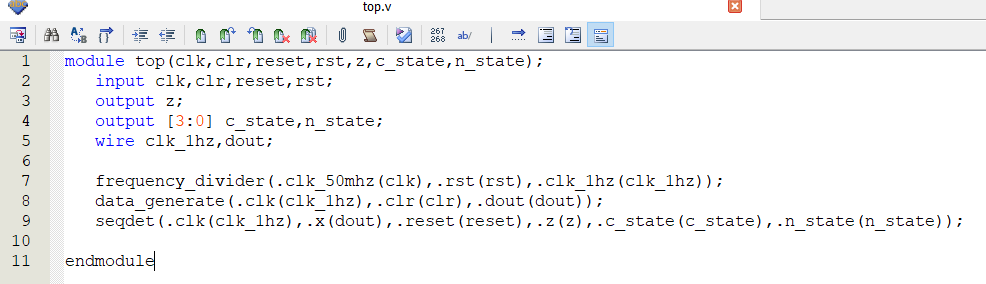 top.v
267
268
ab/
1 module top(clk,clr,reset,rst,z,c_state,n_state);
2 input clk,clr,reset,rst;
3 output z;
4 output [3:0] c_state,n_state;
5 wire clk_1hz,dout;
6
7 frequency_divider(.clk_50mhz(clk),.rst(rst),.clk_1hz(clk_1hz));
8 data_generate(.clk(clk_1hz),.clr(clr),.dout(dout));
9 seqdet(.clk(clk_1hz),.x(dout),.reset(reset),.z(z),.c_state(c_state),.n_state(n_state));
10
11 endmodule